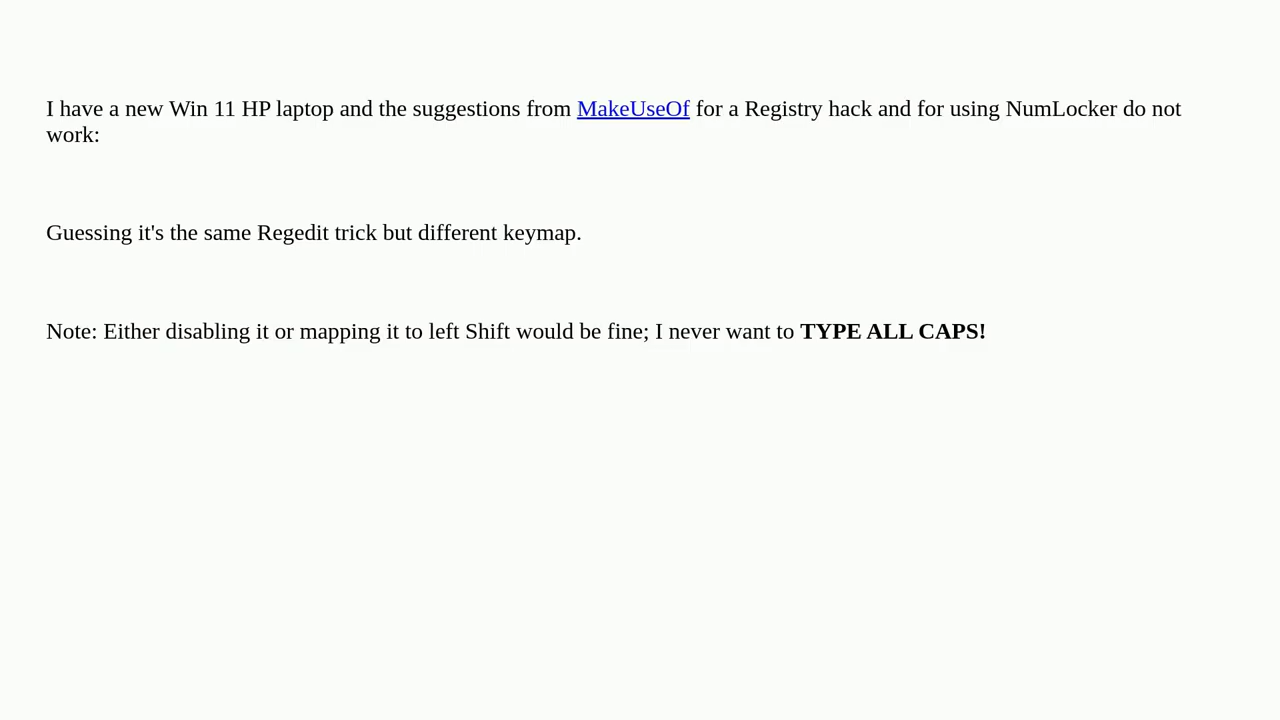 I have a new Win 11 HP laptop and the suggestions from MakeUseOf for a Registry hack and for using NumLocker do not
work:
Guessing it's the same Regedit trick but different keymap.
Note: Either disabling it or mapping it to left Shift would be fine; I never want to TYPE ALL CAPS!